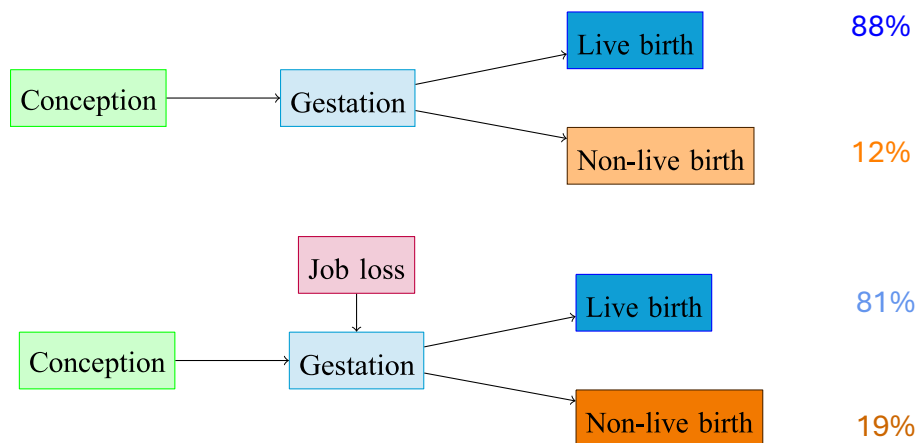 Live birth
88%
Conception
Gestation
Non-live birth
12%
Job loss
Live birth
81%
Conception
Gestation
Non-live birth
19%